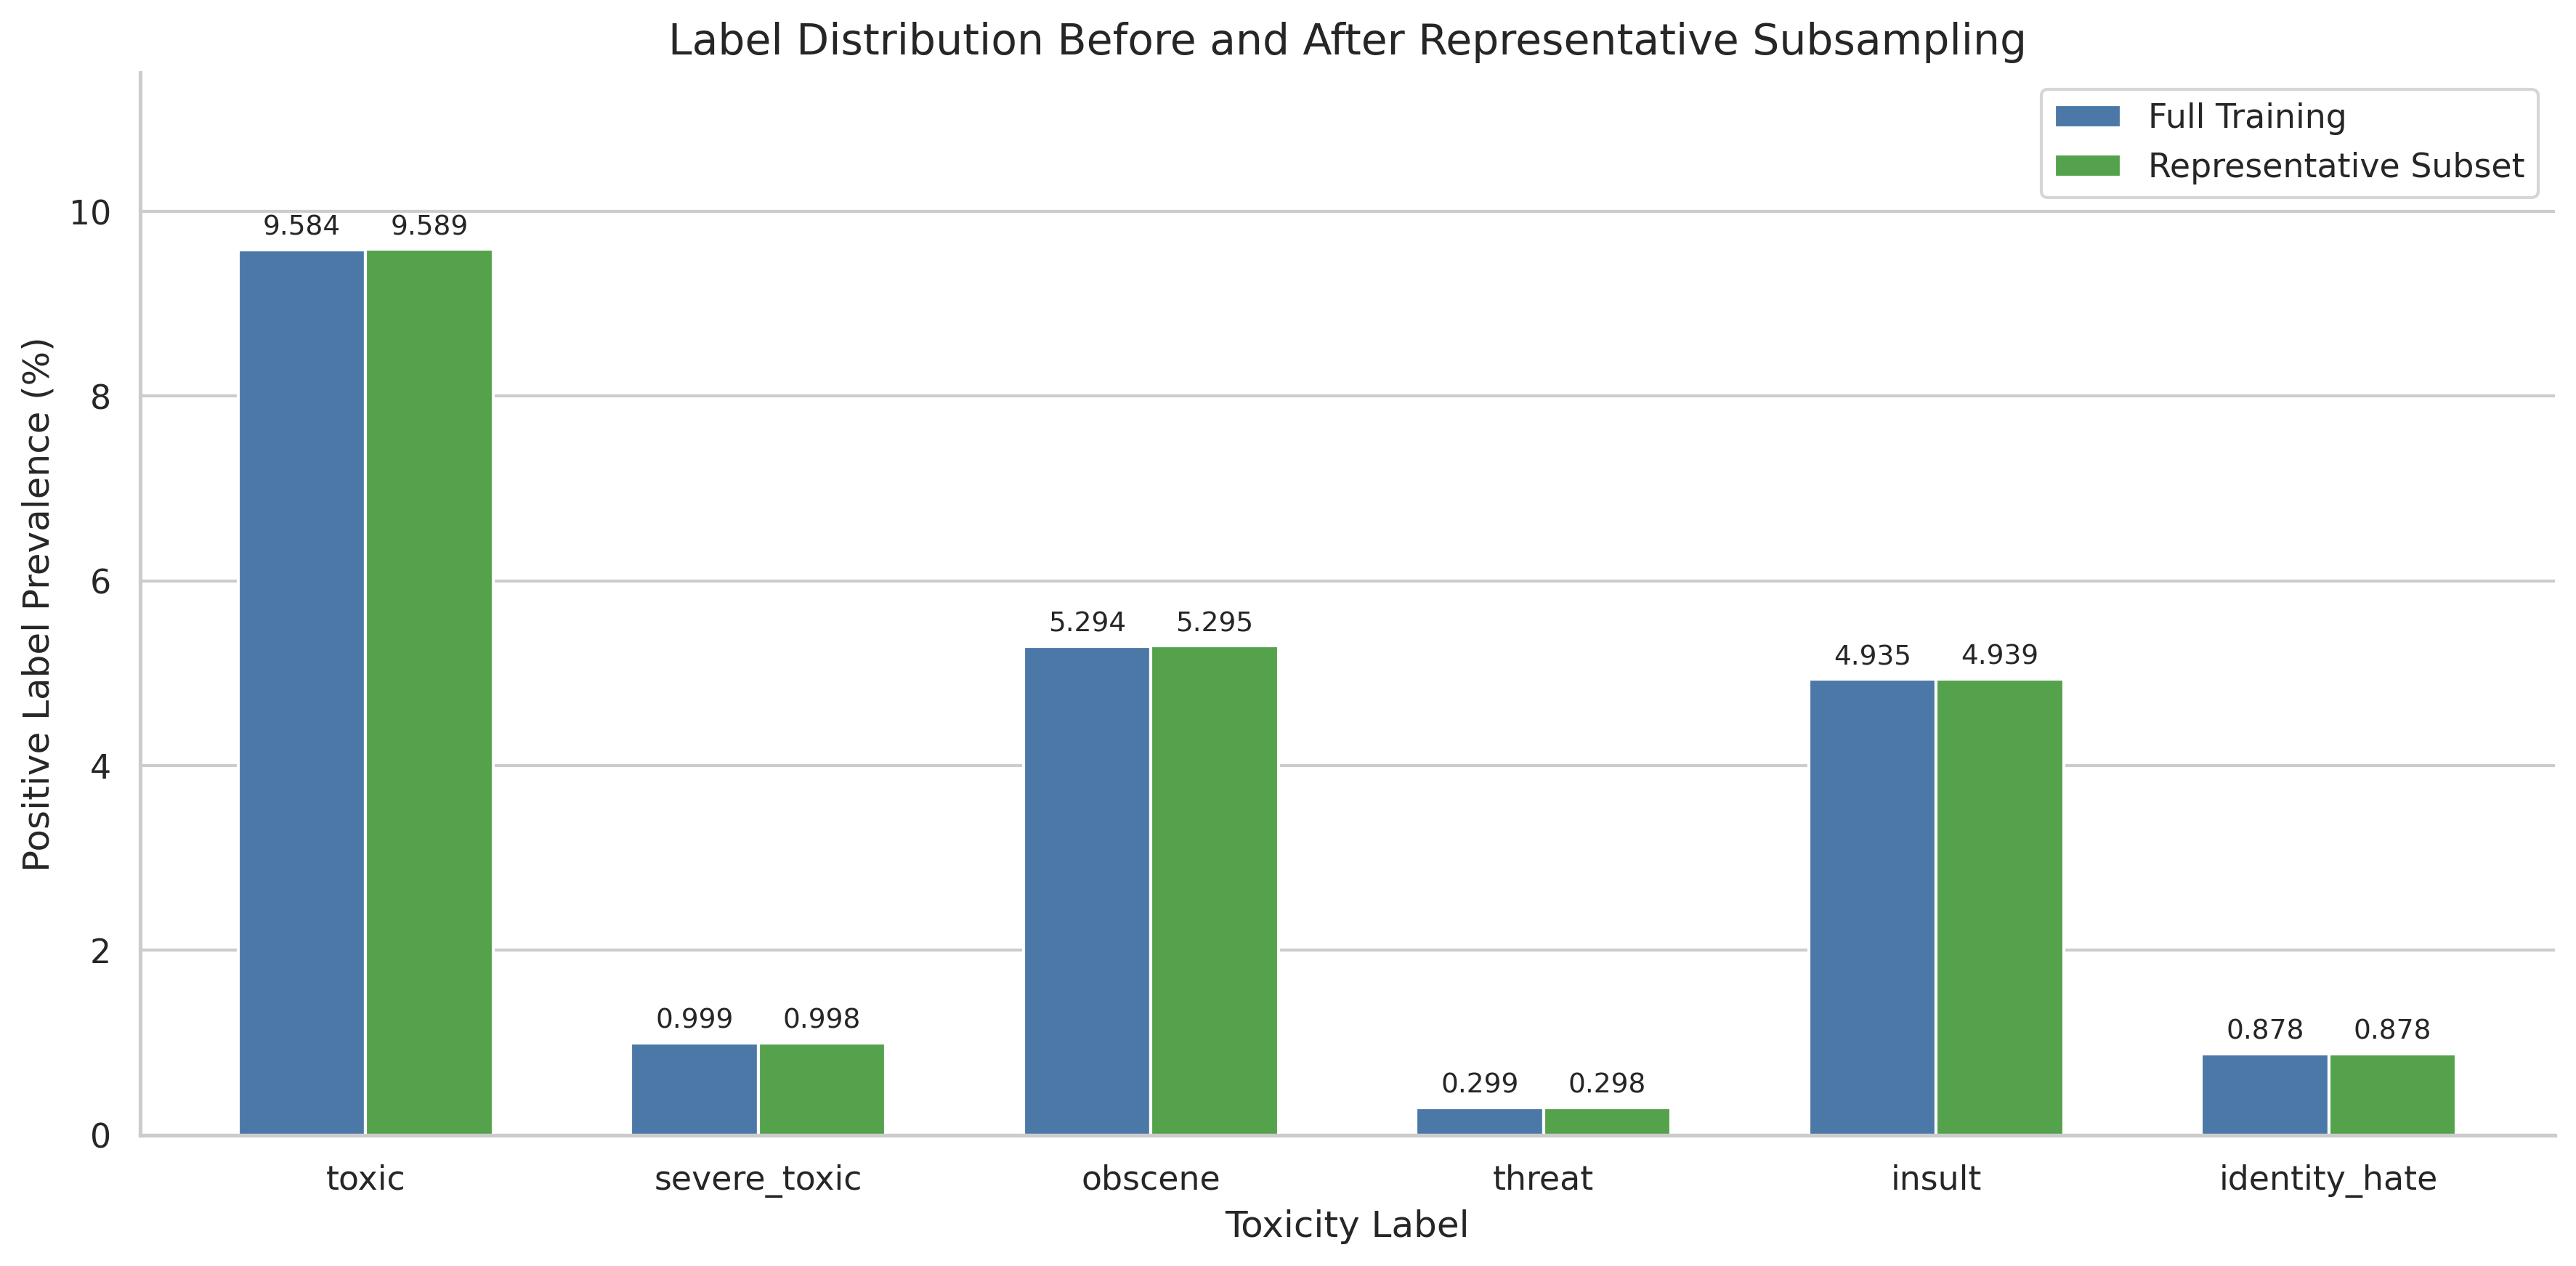 Label Distribution Before and After Representative Subsampling
Full Training
Representative Subset
Positive Label Prevalence (%)
10
8
6
4
2
0
9.584 9.589
0.999 0.998
5.294 5.295
0.299 0.298
4.935 4.939
0.878 0.878
toxic severe_toxic obscene threat insult identity_hate
Toxicity Label